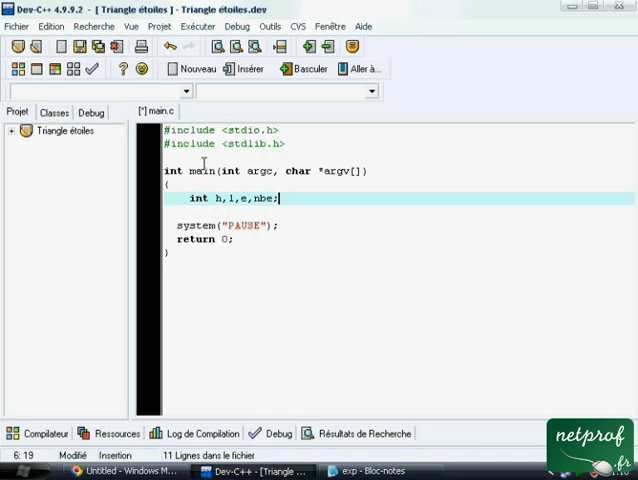 Dev-C++ 4.9.9.2 - [ Triangle étoiles ] - Triangle étoiles.dev
Fichier Edition Recherche Vue Projet Exécuter Debug Outils CVS Fenêtre Aide
Nouveau Insérer Basculer Aller à...
Projet Classes Debug [*] main.c
Triangle étoiles
#include <stdio.h>
#include <stdlib.h>
int main(int argc, char *argv[])
{
int h,l,e,nbe;
system("PAUSE");
return 0;
}
Compilateur Ressources Log de Compilation Debug Résultats de Recherche
6: 19 Modifié Insertion 11 Lignes dans le fichier
Untitled - Windows M... Dev-C++ - [Triangle ... exp - Bloc-notes
netprof
.fr